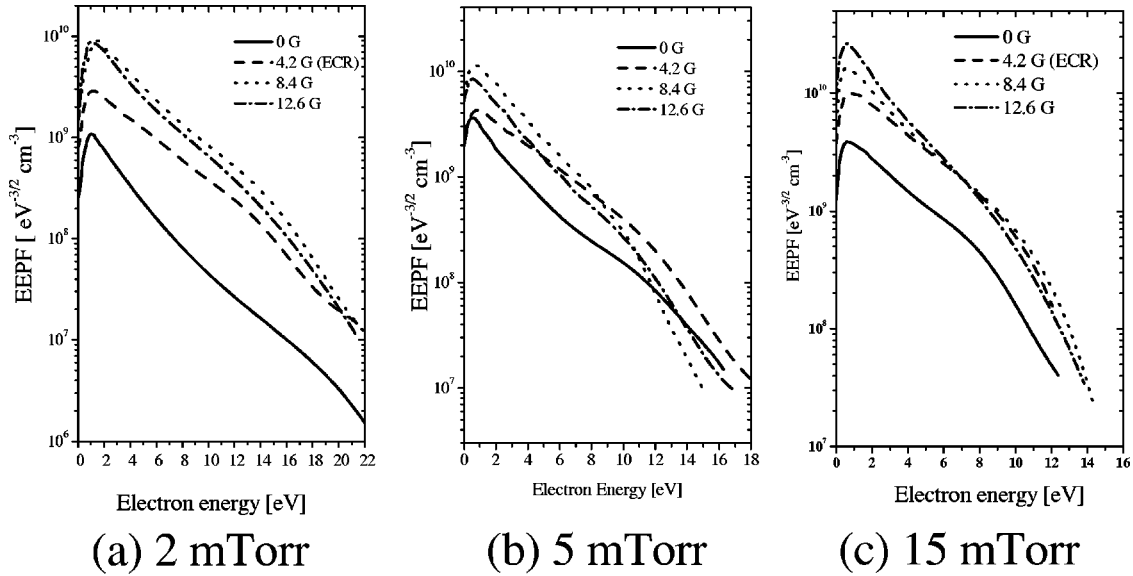 10^10
10^9
10^8
10^7
10^6
EEPF [ eV^-3/2 cm^-3]
0 G
4.2 G (ECR)
8.4 G
12.6 G
0 2 4 6 8 10 12 14 16 18 20 22
Electron energy [eV]
(a) 2 mTorr
10^10
10^9
10^8
10^7
EEPF [eV^-3/2 cm^-3]
0 G
4.2 G
8.4 G
12.6 G
0 2 4 6 8 10 12 14 16 18
Electron Energy [eV]
(b) 5 mTorr
10^10
10^9
10^8
10^7
EEPF [eV^-3/2 cm^-3]
0 G
4.2 G (ECR)
8.4 G
12.6 G
0 2 4 6 8 10 12 14 16
Electron energy [eV]
(c) 15 mTorr